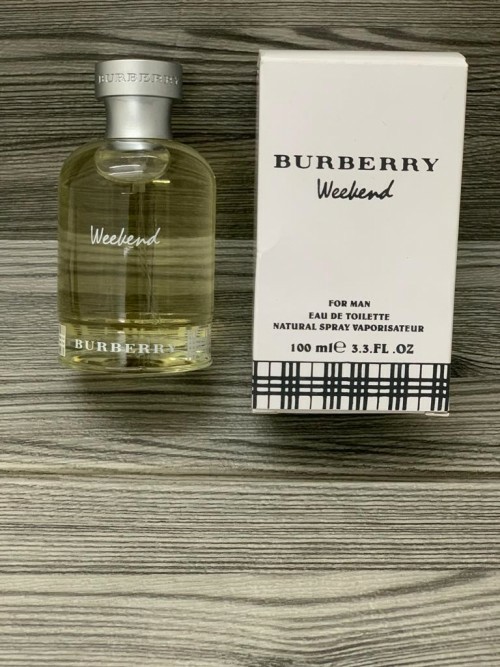 BURBERRY
Weekend
BURBERRY
BURBERRY
Weekend
FOR MAN
EAU DE TOILETTE
NATURAL SPRAY VAPORISATEUR
100 ml℮ 3.3.FL .OZ